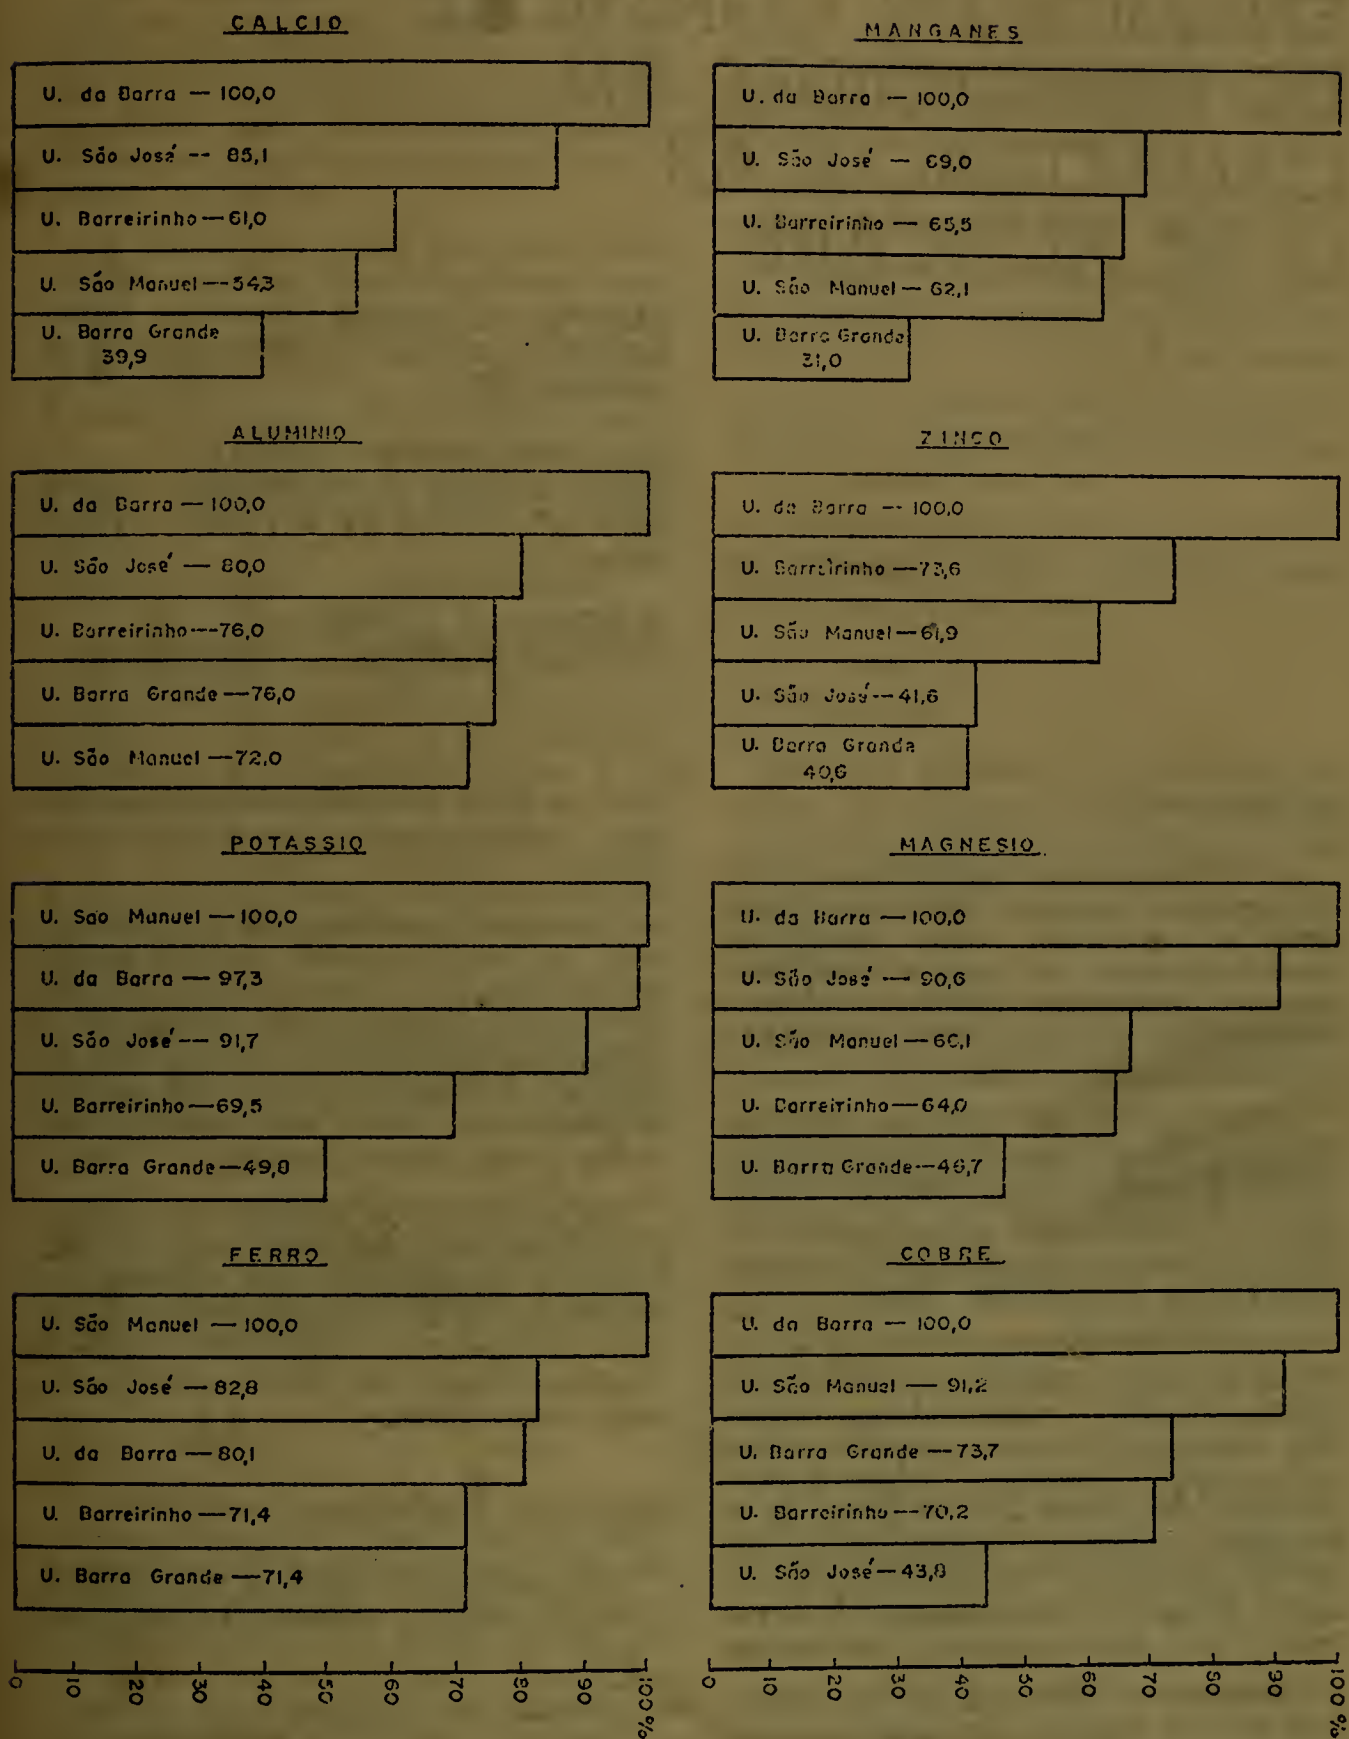 CALCIO
U. da Barra — 100,0
U. São José -- 85,1
U. Barreirinho — 61,0
U. São Manuel -- 54,3
U. Barra Grande
39,9
ALUMINIO
U. da Barra — 100,0
U. São José — 80,0
U. Barreirinho -- 76,0
U. Barra Grande — 76,0
U. São Manuel — 72,0
POTASSIO
U. Sao Manuel — 100,0
U. da Barra — 97,3
U. São José -- 91,7
U. Barreirinho — 69,5
U. Barra Grande — 49,8
FERRO
U. São Manuel — 100,0
U. São José — 82,8
U. da Barra — 80,1
U. Barreirinho — 71,4
U. Barra Grande — 71,4
0 10 20 30 40 50 60 70 80 90 100%
MANGANES
U. da Barra — 100,0
U. São José — 69,0
U. Barreirinho — 65,5
U. São Manuel — 62,1
U. Barra Grande
31,0
ZINCO
U. da Barra -- 100,0
U. Barreirinho — 73,6
U. São Manuel — 61,9
U. São José -- 41,6
U. Barra Grande
40,6
MAGNESIO
U. da Barra — 100,0
U. São José — 90,6
U. São Manuel —
U. Barreirinho — 64,0
U. Barra Grande -- 46,7
COBRE
U. da Barra — 100,0
U. São Manuel — 91,2
U. Barra Grande — 73,7
U. Barreirinho -- 70,2
U. São José — 43,8
0 10 20 30 40 50 60 70 80 90 100%